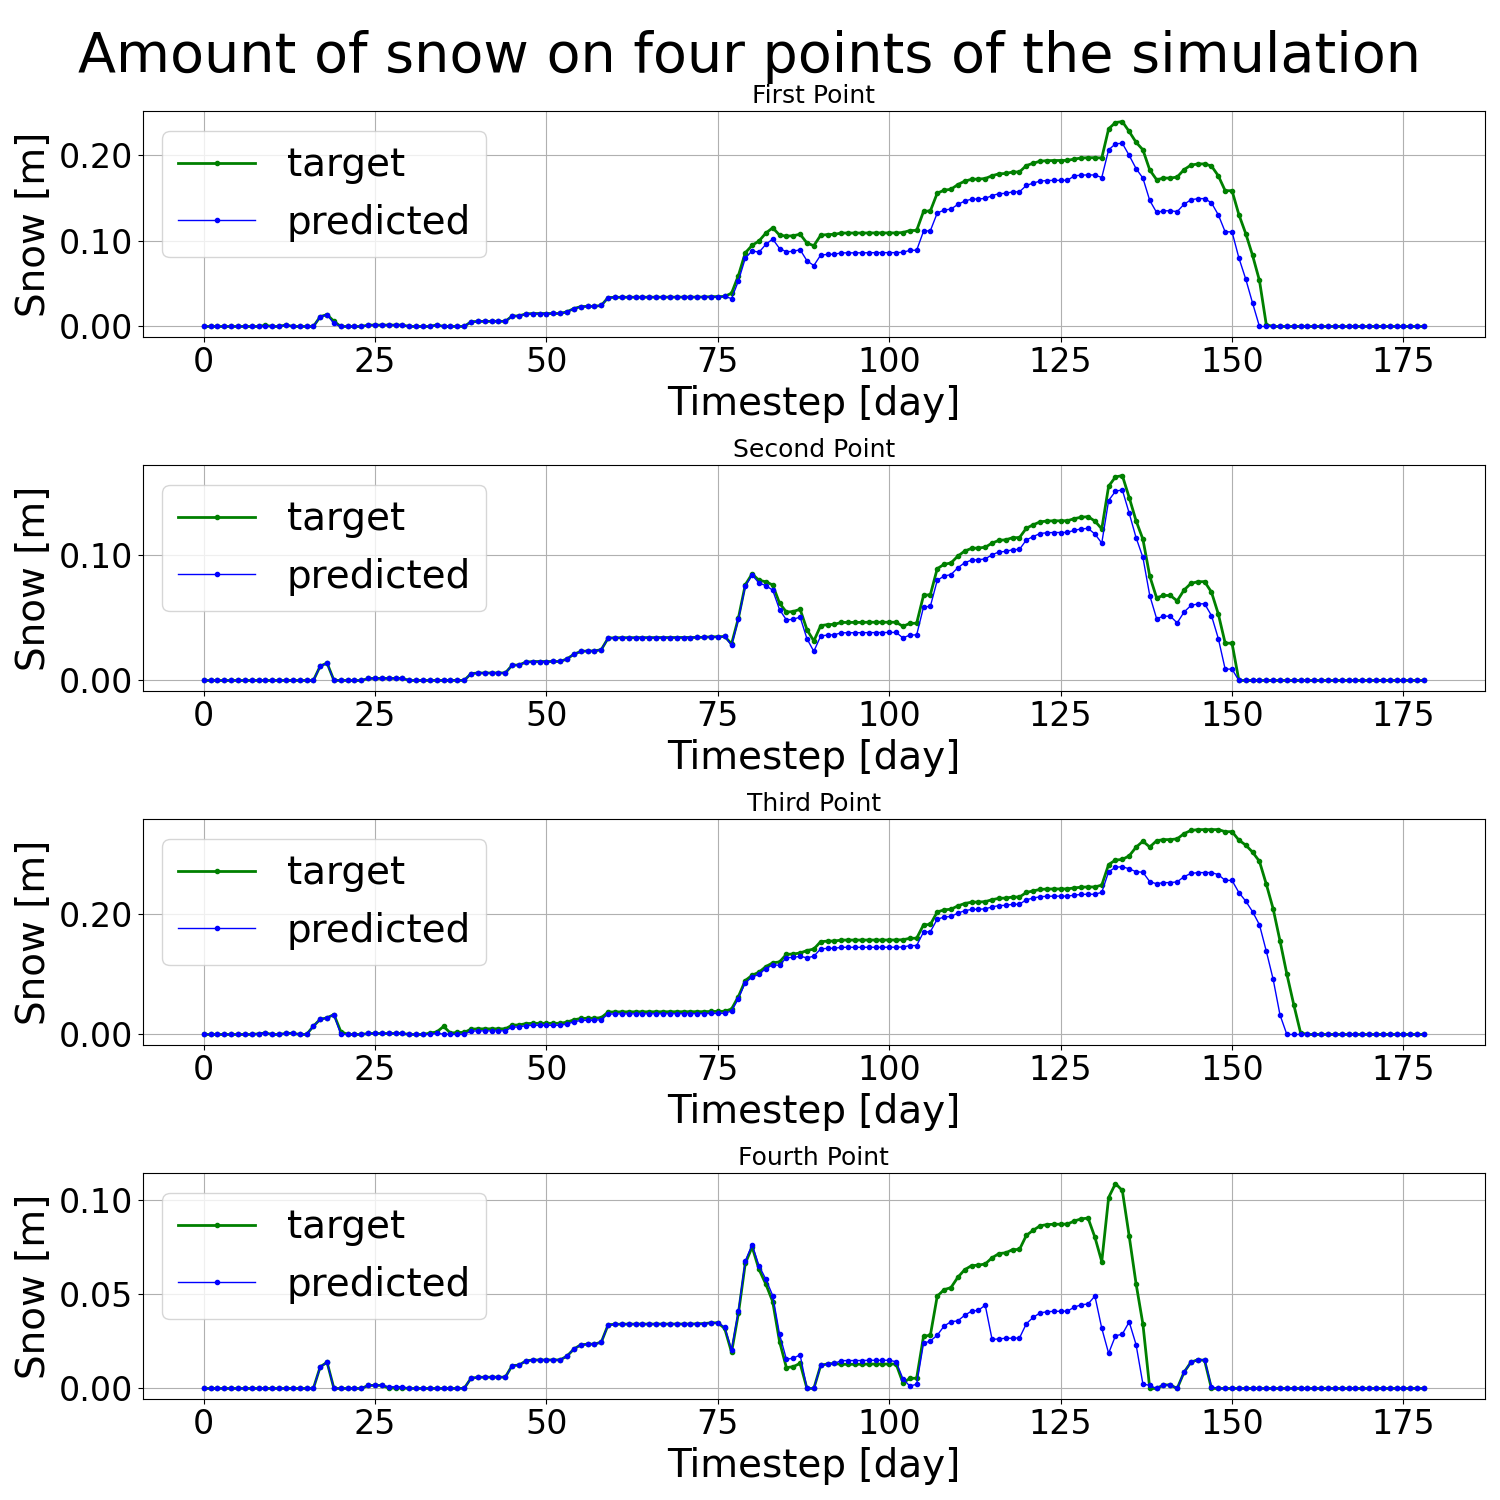 Amount of snow on four points of the simulation
First Point
Snow [m]
0.20
0.10
0.00
target
predicted
0 25 50 75 100 125 150 175
Timestep [day]
Second Point
Snow [m]
0.10
0.00
target
predicted
0 25 50 75 100 125 150 175
Timestep [day]
Third Point
Snow [m]
0.20
0.00
target
predicted
0 25 50 75 100 125 150 175
Timestep [day]
Fourth Point
Snow [m]
0.10
0.05
0.00
target
predicted
0 25 50 75 100 125 150 175
Timestep [day]